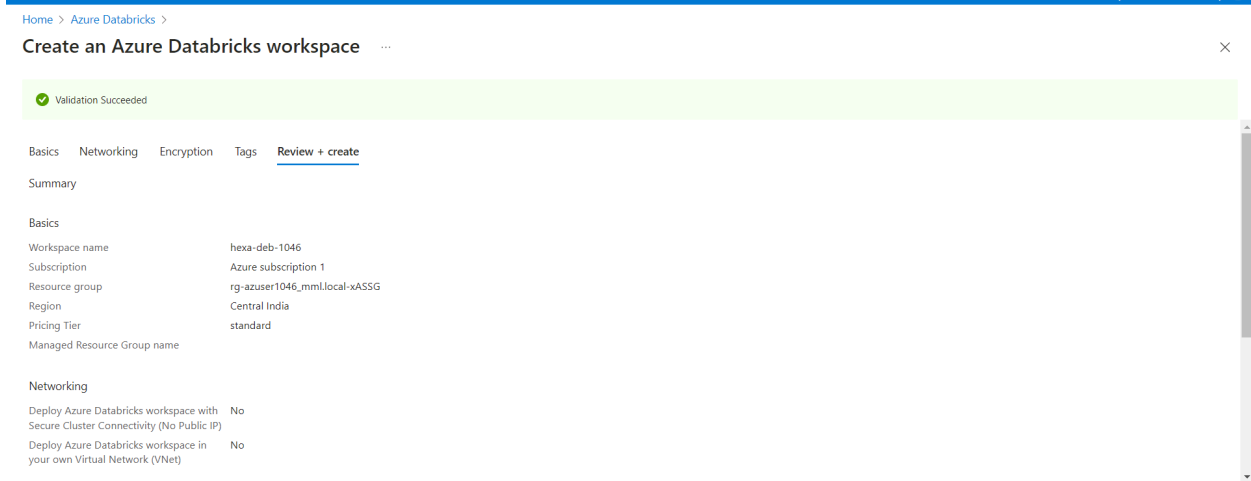 Home > Azure Databricks >
Create an Azure Databricks workspace ...
Validation Succeeded
Basics Networking Encryption Tags Review + create
Summary
Basics
Workspace name hexa-deb-1046
Subscription Azure subscription 1
Resource group rg-azuser1046_mml.local-xASSG
Region Central India
Pricing Tier standard
Managed Resource Group name
Networking
Deploy Azure Databricks workspace with No
Secure Cluster Connectivity (No Public IP)
Deploy Azure Databricks workspace in No
your own Virtual Network (VNet)